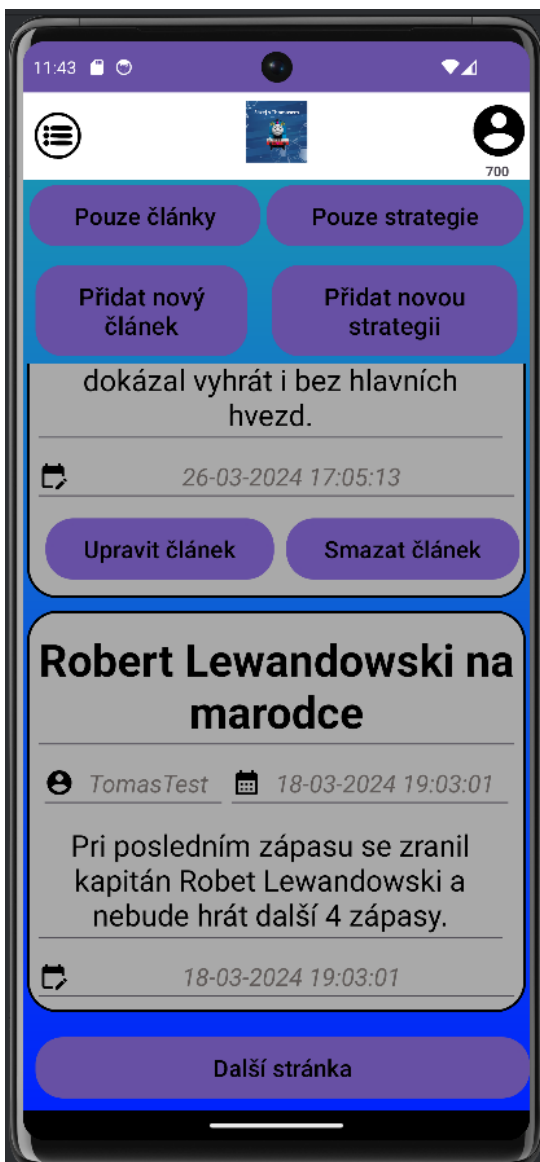 11:43
700
Pouze články
Pouze strategie
Přidat nový
článek
Přidat novou
strategii
dokázal vyhrát i bez hlavních
hvezd.
26-03-2024 17:05:13
Upravit článek
Smazat článek
Robert Lewandowski na
marodce
TomasTest
18-03-2024 19:03:01
Pri posledním zápasu se zranil
kapitán Robet Lewandowski a
nebude hrát další 4 zápasy.
18-03-2024 19:03:01
Další stránka